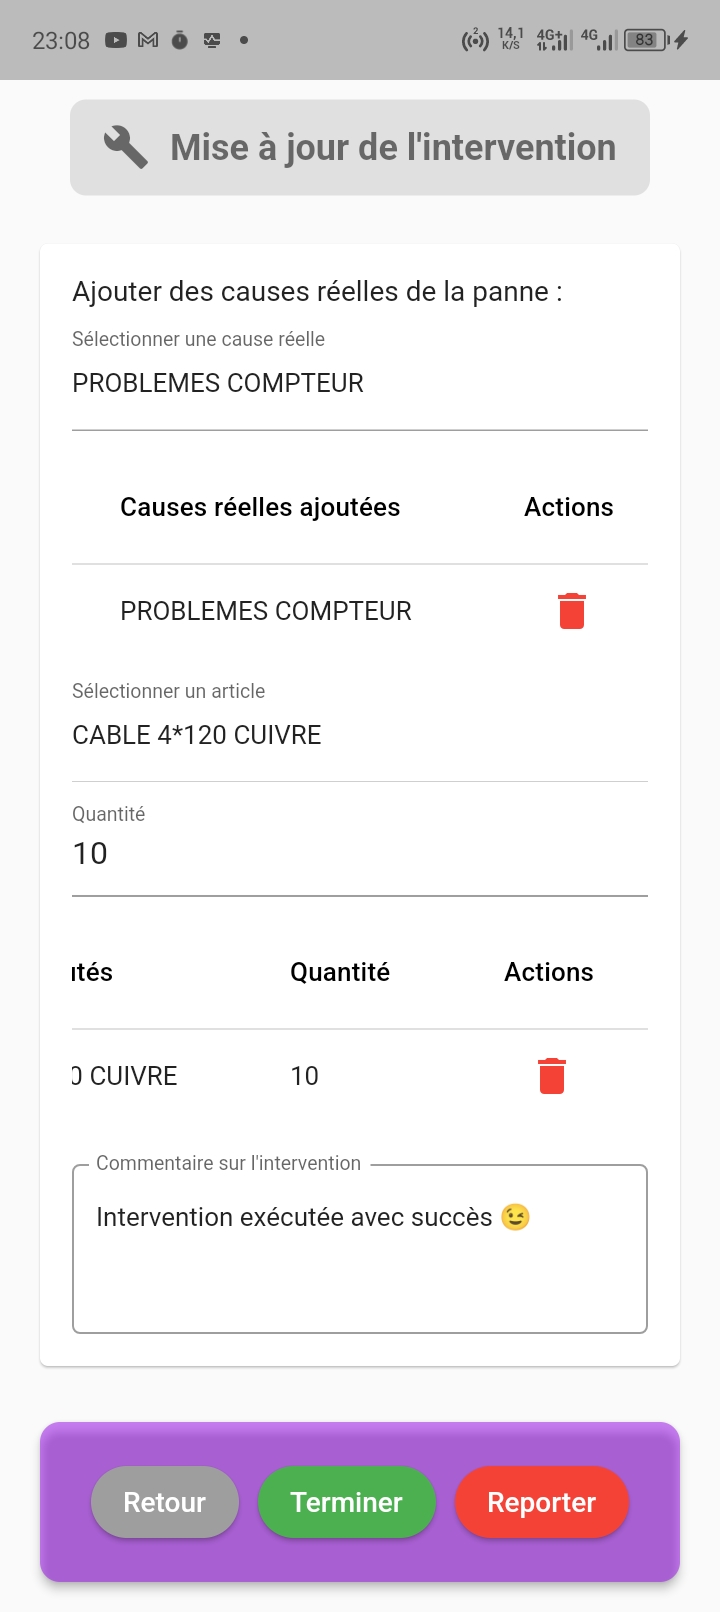 23:08
14,1
K/S
4G+
4G
83
Mise à jour de l'intervention
Ajouter des causes réelles de la panne :
Sélectionner une cause réelle
PROBLEMES COMPTEUR
Causes réelles ajoutées Actions
PROBLEMES COMPTEUR
Sélectionner un article
CABLE 4*120 CUIVRE
Quantité
10
ités Quantité Actions
0 CUIVRE 10
Commentaire sur l'intervention
Intervention exécutée avec succès 😉
Retour Terminer Reporter